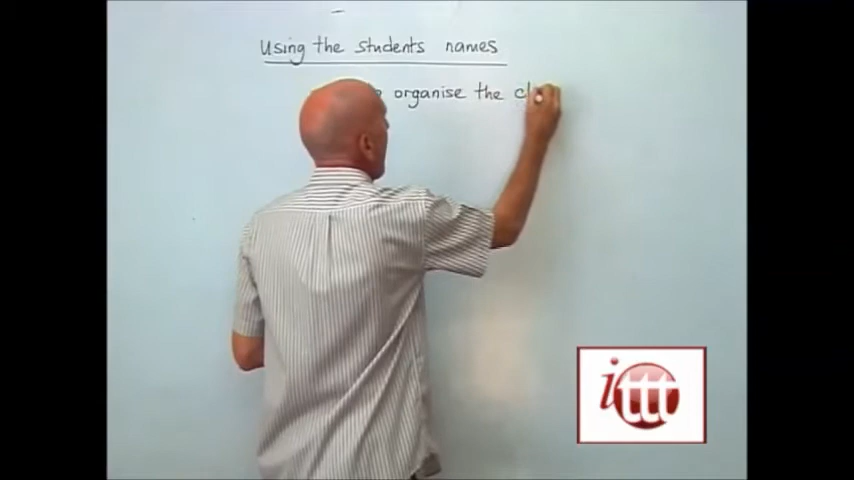 Using the students names
organise the cl
ittt